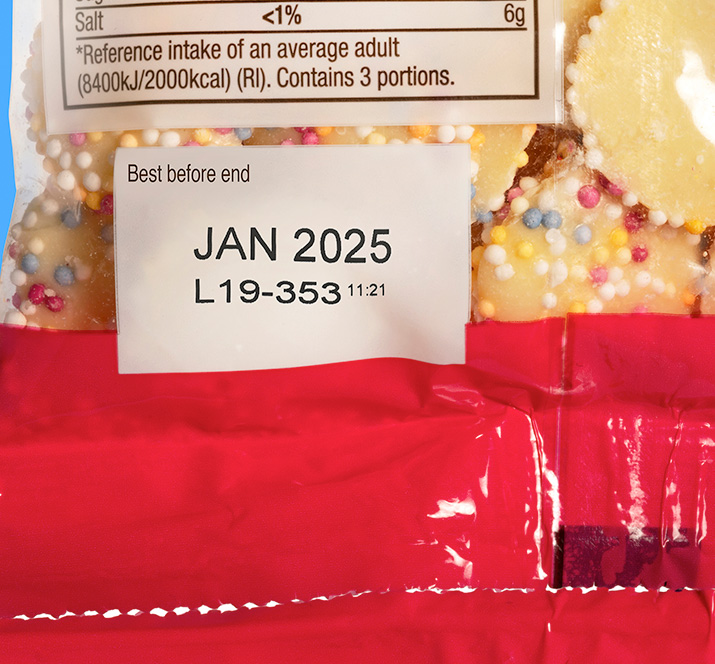 Salt <1% 6g
*Reference intake of an average adult
(8400kJ/2000kcal) (RI). Contains 3 portions.
Best before end
JAN 2025
L19-353 11:21